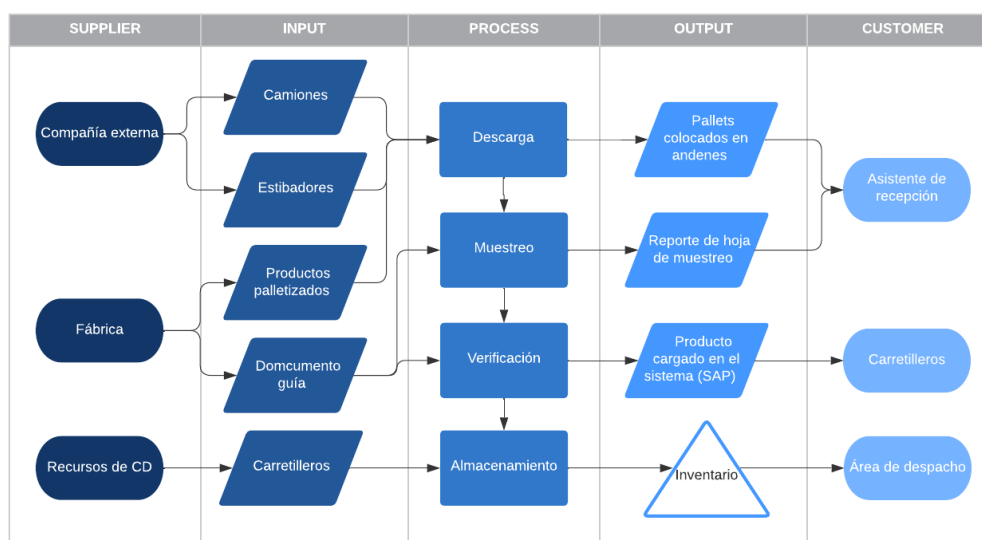 SUPPLIER
INPUT
PROCESS
OUTPUT
CUSTOMER
Compañía externa
Camiones
Estibadores
Descarga
Pallets
colocados en
andenes
Asistente de
recepción
Fábrica
Productos
palletizados
Domcumento
guía
Muestreo
Reporte de hoja
de muestreo
Verificación
Producto
cargado en el
sistema (SAP)
Carretilleros
Recursos de CD
Carretilleros
Almacenamiento
Inventario
Área de despacho